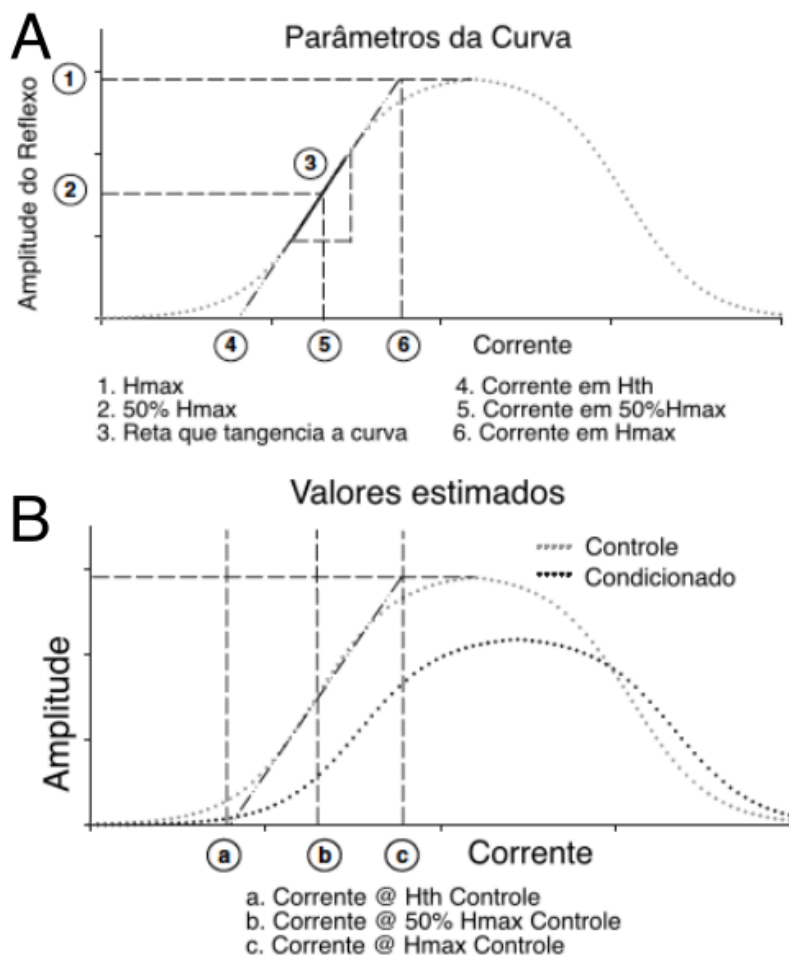 A
Parâmetros da Curva
Amplitude do Reflexo
1
2
3
4
5
6
Corrente
1. Hmax
2. 50% Hmax
3. Reta que tangencia a curva
4. Corrente em Hth
5. Corrente em 50%Hmax
6. Corrente em Hmax
B
Valores estimados
Controle
Condicionado
Amplitude
a
b
c
Corrente
a. Corrente @ Hth Controle
b. Corrente @ 50% Hmax Controle
c. Corrente @ Hmax Controle